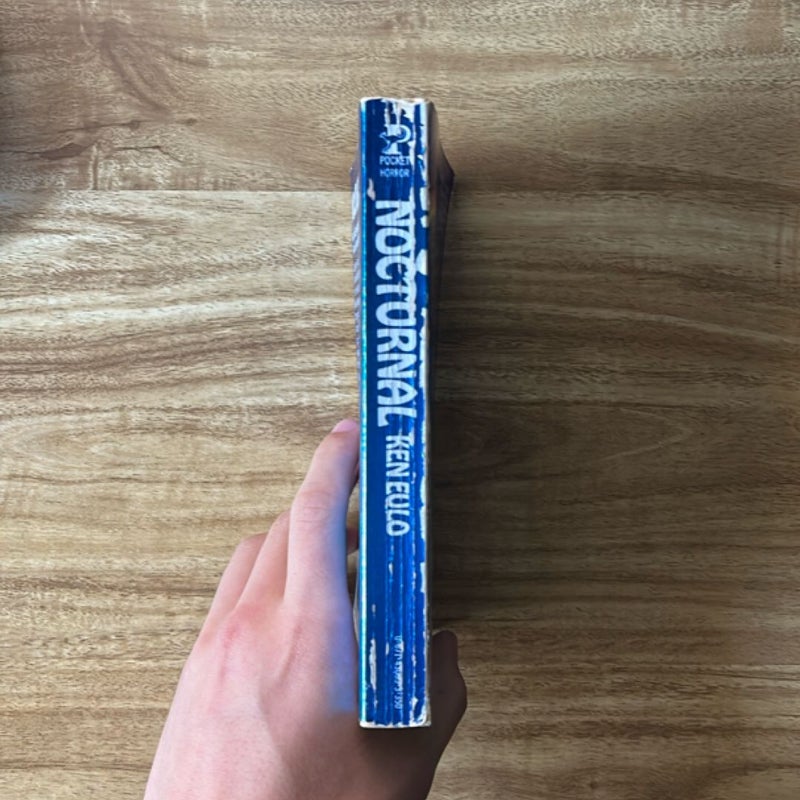 POCKET
HORROR
NOCTURNAL
KEN EULO